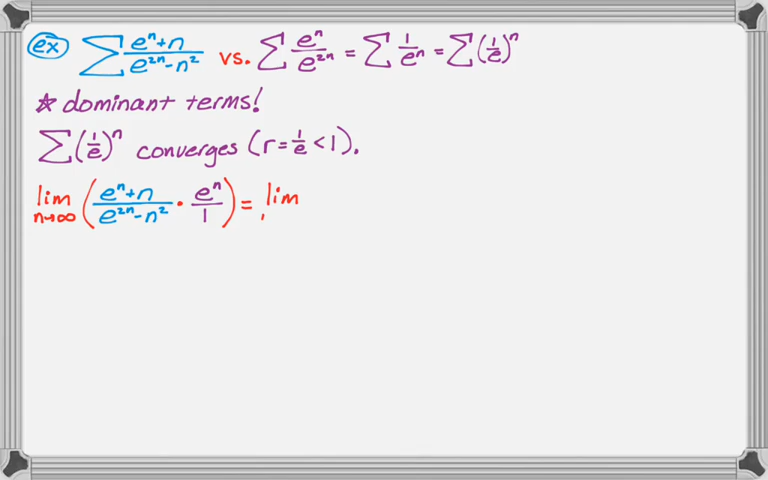 ex ∑ (eⁿ+n)/(e²ⁿ-n²) vs. ∑ eⁿ/e²ⁿ = ∑ 1/eⁿ = ∑ (1/e)ⁿ
☆ dominant terms!
∑ (1/e)ⁿ converges (r = 1/e < 1).
lim n→∞ ( (eⁿ+n)/(e²ⁿ-n²) · eⁿ/1 ) = lim